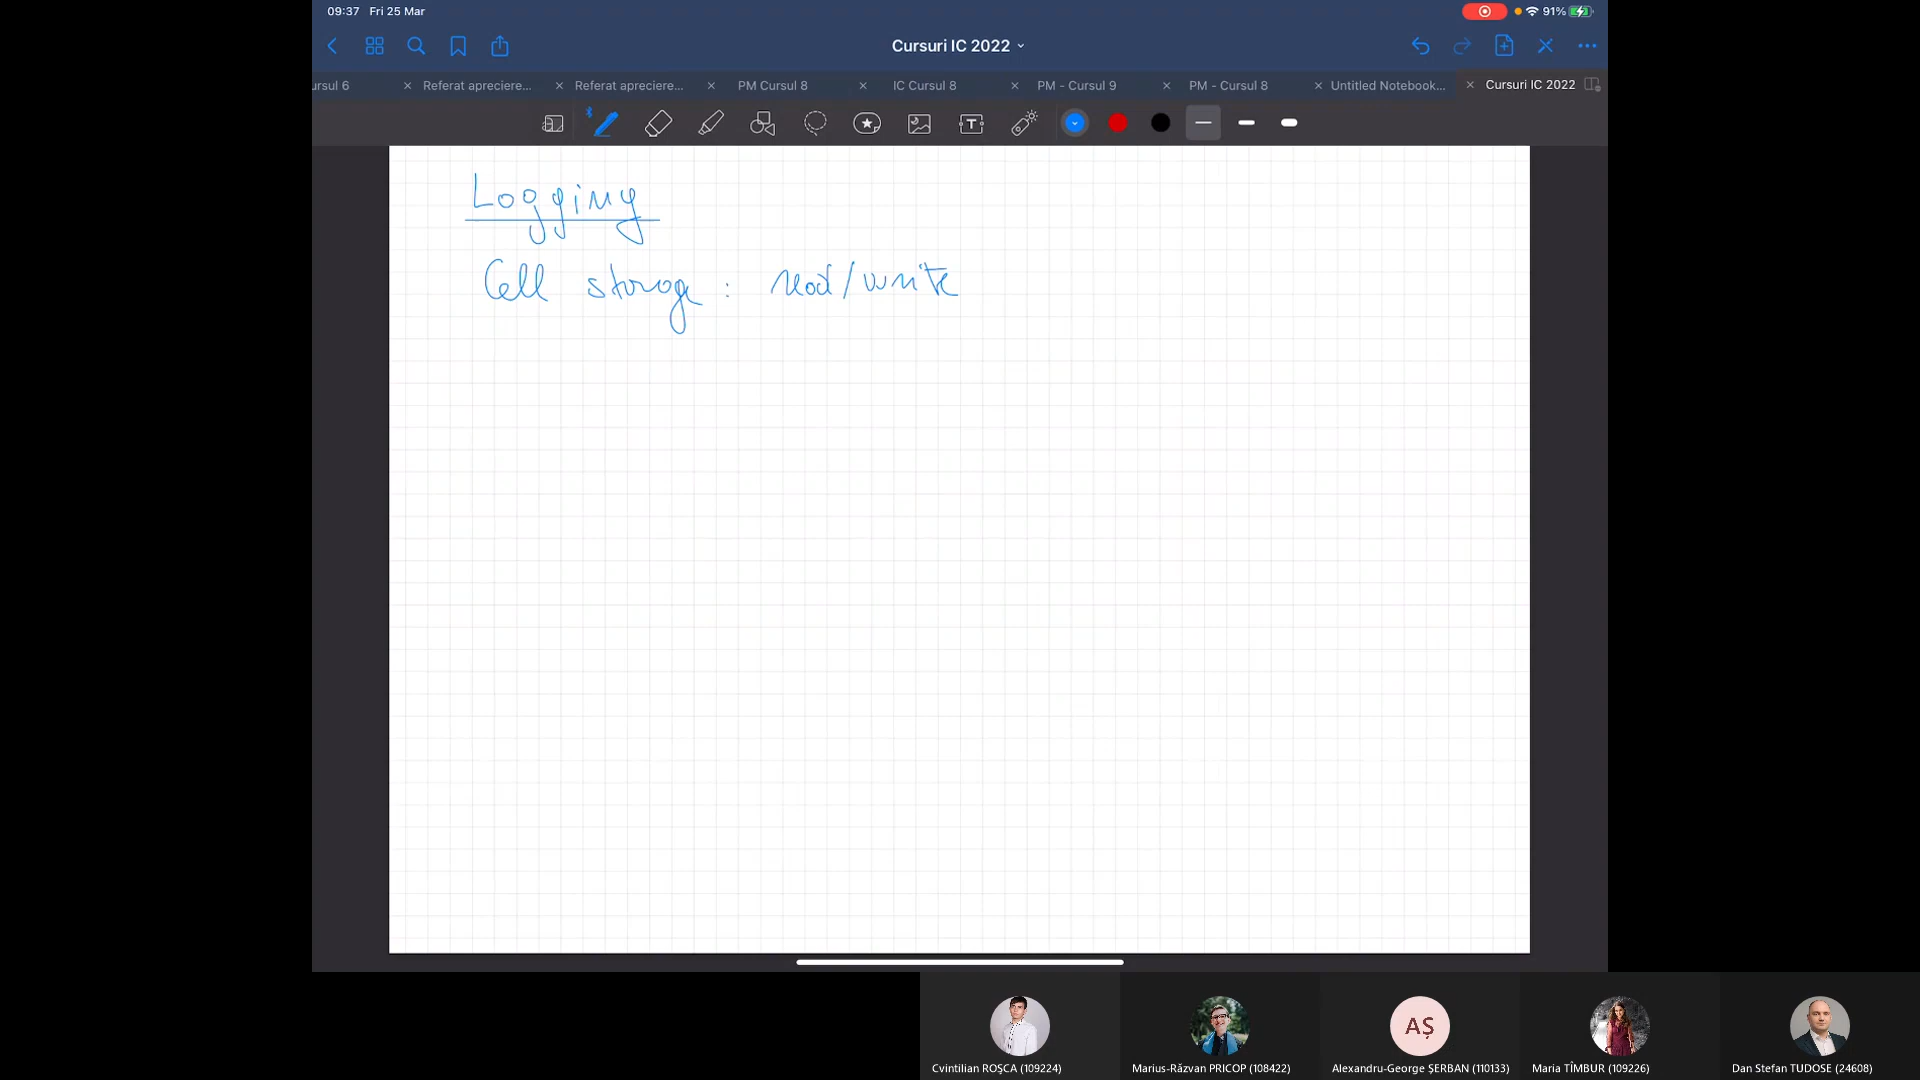 09:37 Fri 25 Mar
91%
Cursuri IC 2022
ursul 6
Referat apreciere...
Referat apreciere...
PM Cursul 8
IC Cursul 8
PM - Cursul 9
PM - Cursul 8
Untitled Notebook...
Cursuri IC 2022
T
Logging
Cell storage : read/write
AȘ
Cvintilian ROȘCA (109224)
Marius-Răzvan PRICOP (108422)
Alexandru-George ȘERBAN (110133)
Maria TÎMBUR (109226)
Dan Stefan TUDOSE (24608)